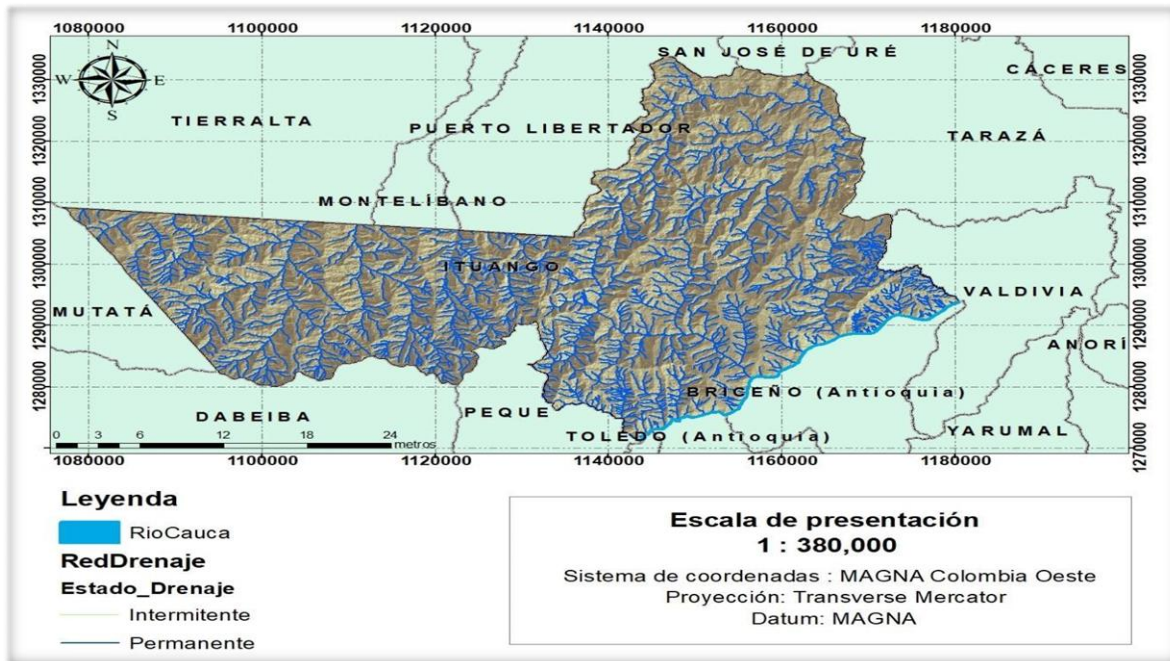 1080000 1100000 1120000 1140000 1160000 1180000
N
W E
S
1330000 1320000 1310000 1300000 1290000 1280000
1330000 1320000 1310000 1300000 1290000 1280000 1270000
SAN JOSÉ DE URÉ
CÁCERES
TIERRALTA
PUERTO LIBERTADOR
TARAZÁ
MONTELÍBANO
ITUANGO
VALDIVIA
MUTATÁ
ANORÍ
BRICEÑO (Antioquia)
DABEIBA
PEQUE
TOLEDO (Antioquia)
YARUMAL
0 3 6 12 18 24
metros
1080000 1100000 1120000 1140000 1160000 1180000
Leyenda
RioCauca
RedDrenaje
Estado_Drenaje
Intermitente
Permanente
Escala de presentación
1 : 380,000
Sistema de coordenadas : MAGNA Colombia Oeste
Proyección: Transverse Mercator
Datum: MAGNA